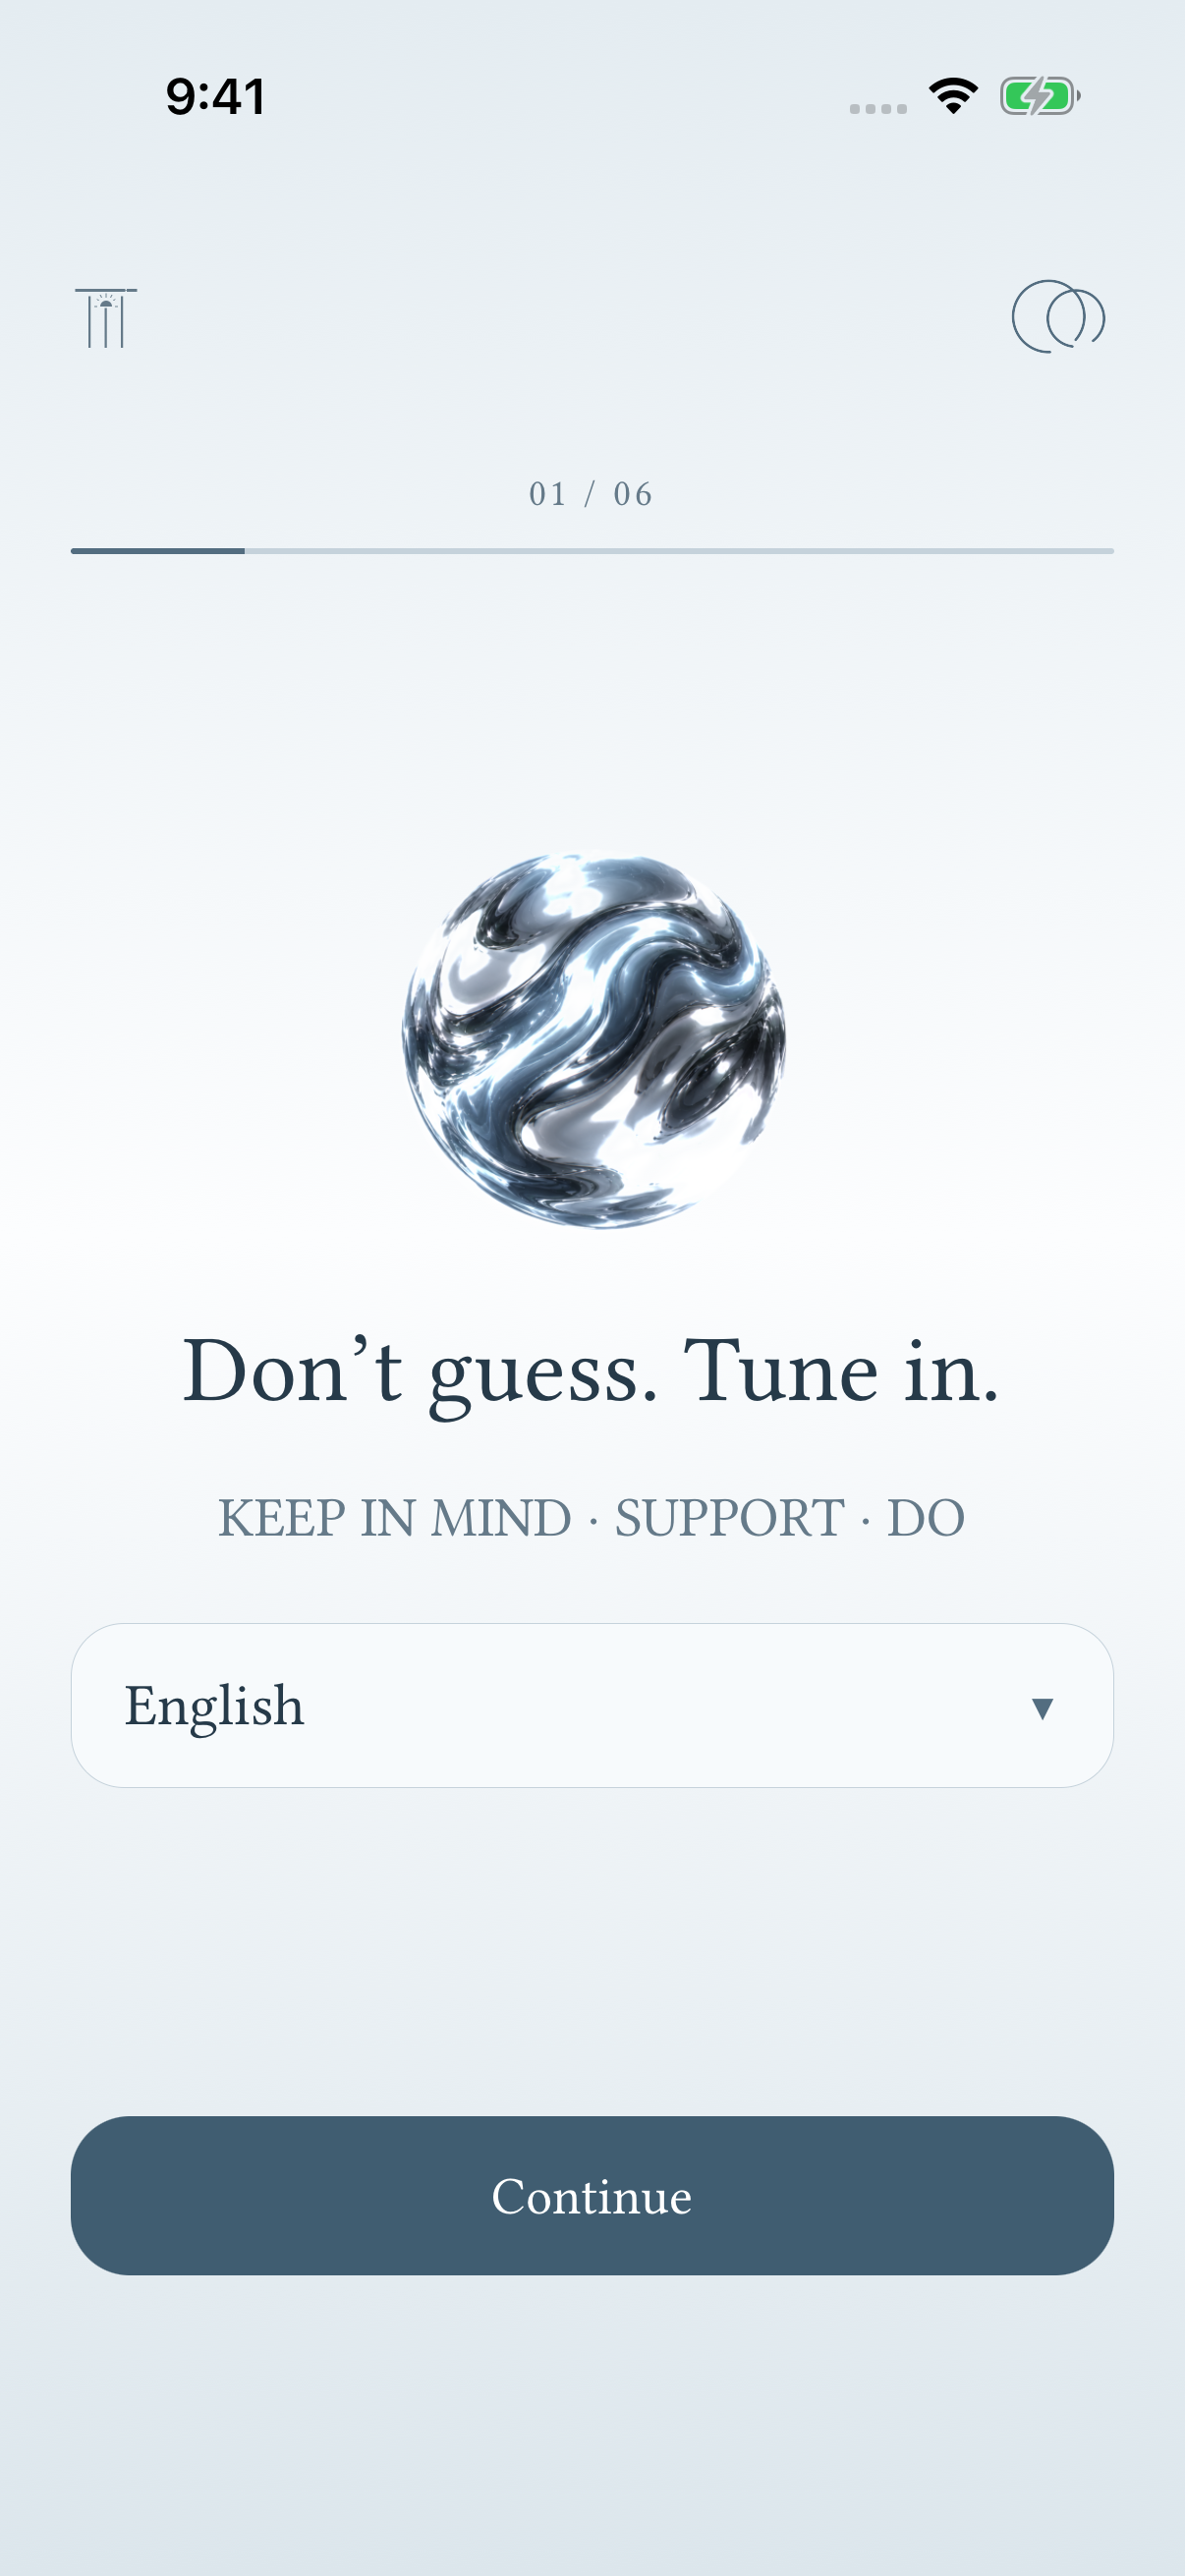 9:41
01 / 06
Don’t guess. Tune in.
KEEP IN MIND · SUPPORT · DO
English
Continue